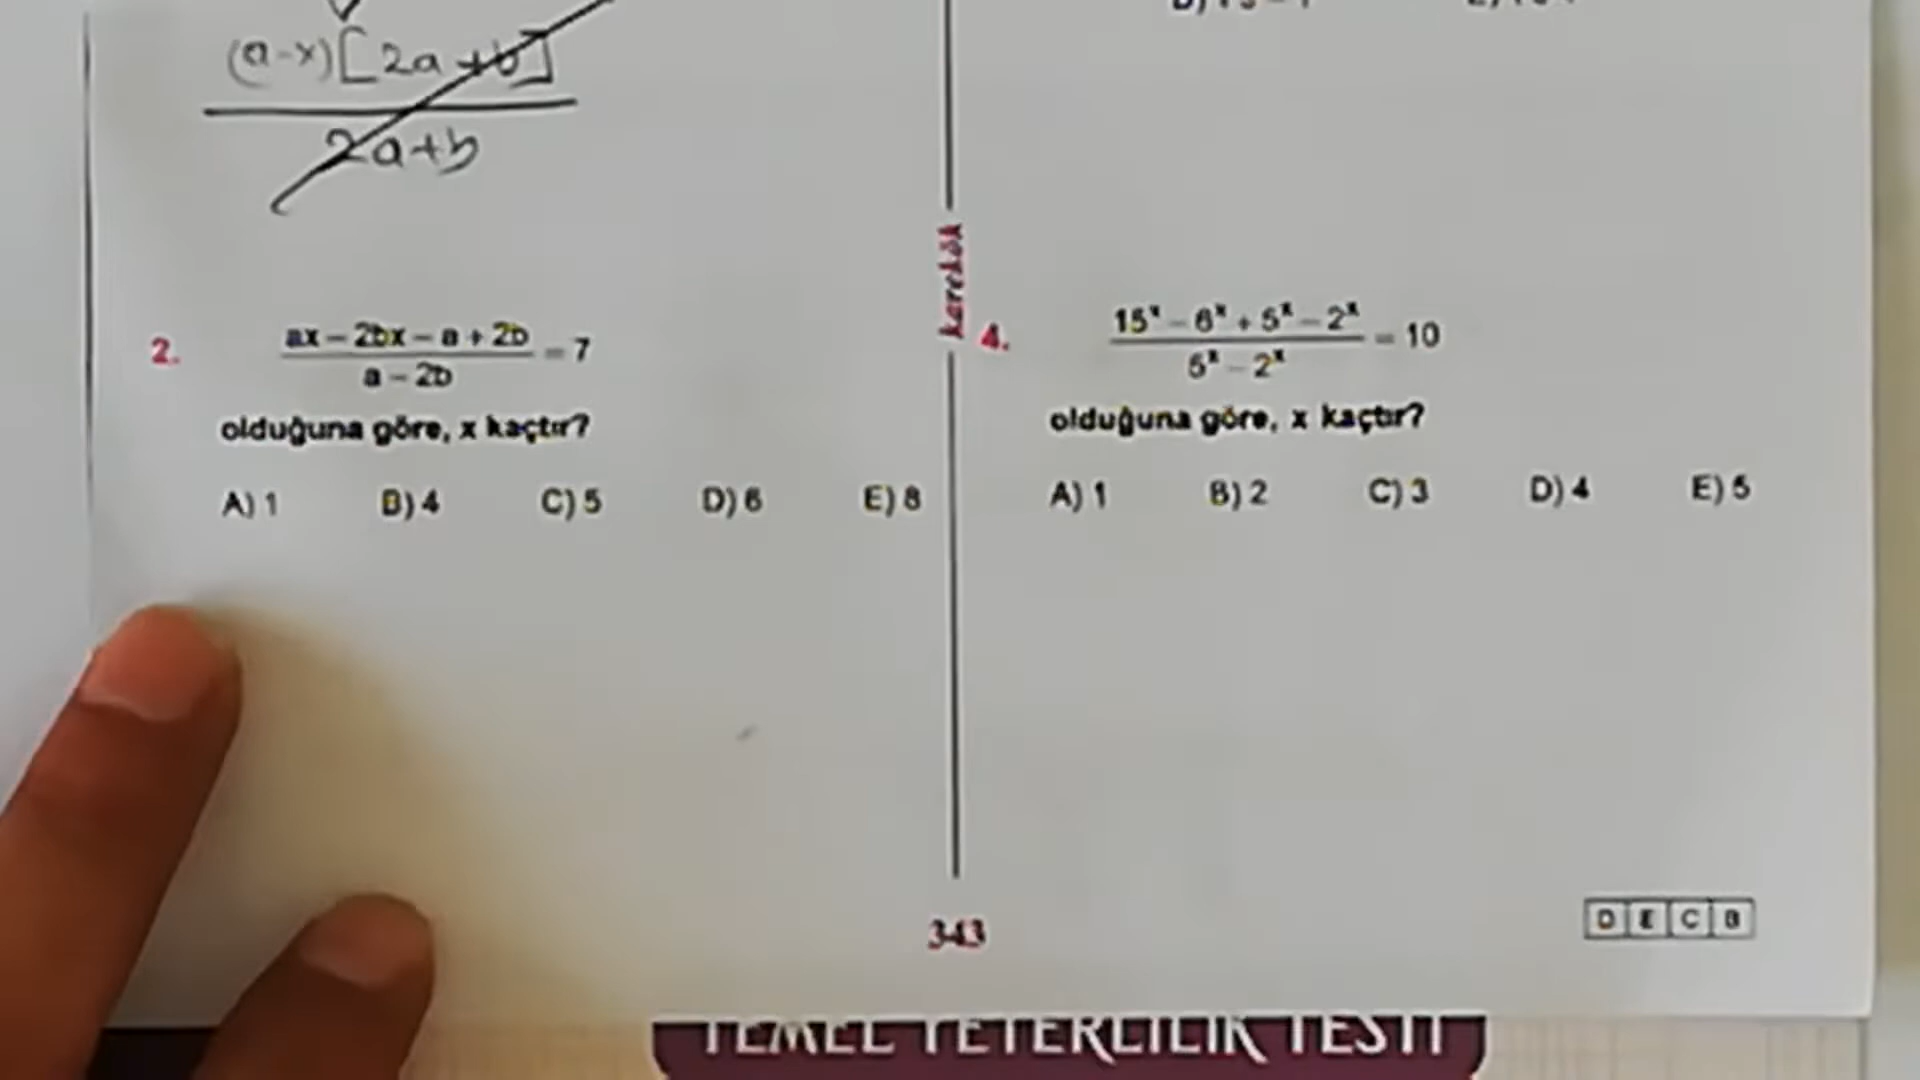 (a-x)[2a+b]
2a+b
2.
ax – 2bx – a + 2b
a – 2b
= 7
olduğuna göre, x kaçtır?
A) 1 B) 4 C) 5 D) 6 E) 8
karekök
4.
15ˣ – 6ˣ + 5ˣ – 2ˣ
5ˣ – 2ˣ
= 10
olduğuna göre, x kaçtır?
A) 1 B) 2 C) 3 D) 4 E) 5
343
D E C B
TEMEL YETERLİLİK TESTİ